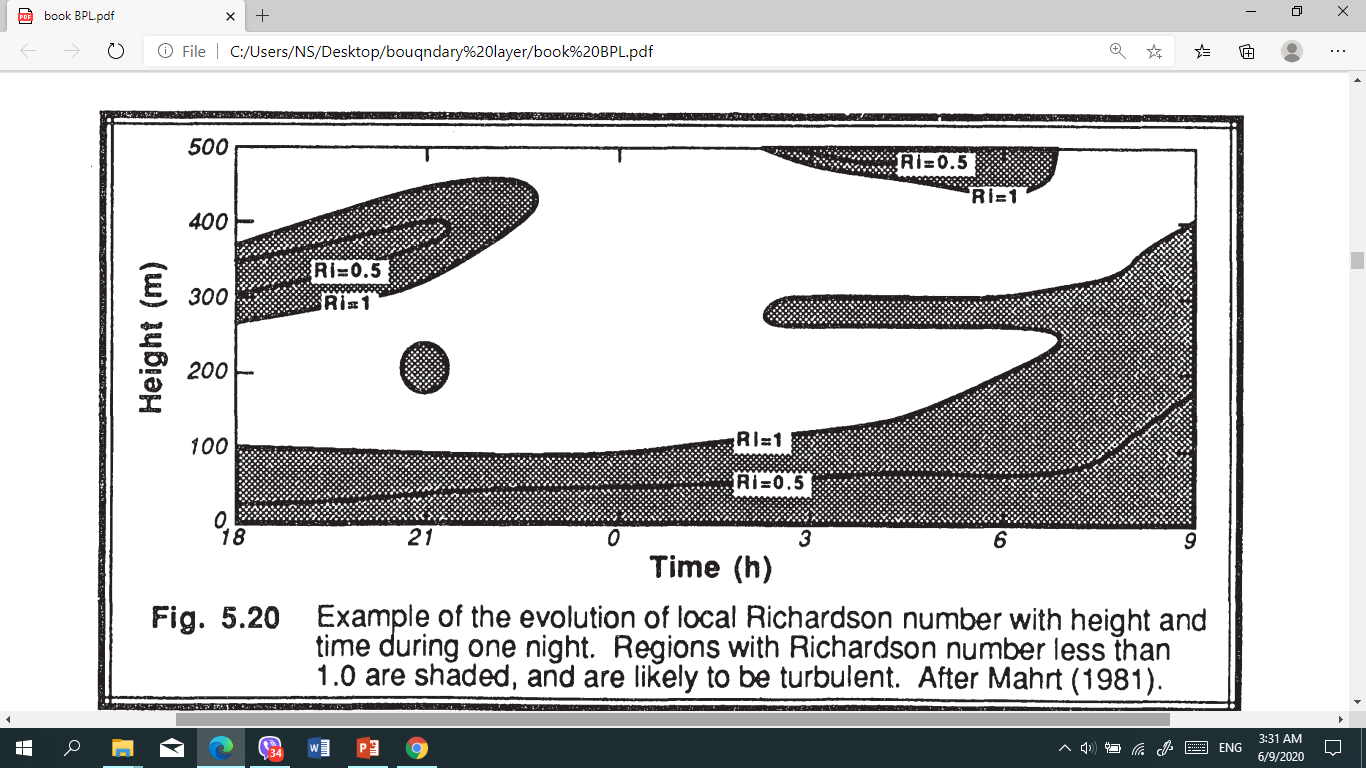 book BPL.pdf
File
C:/Users/NS/Desktop/bouqndary%20layer/book%20BPL.pdf
500
400
300
200
100
0
Height (m)
Ri=0.5
Ri=1
Ri=0.5
Ri=1
Ri=1
Ri=0.5
18
21
0
3
6
9
Time (h)
Fig. 5.20 Example of the evolution of local Richardson number with height and
time during one night. Regions with Richardson number less than
1.0 are shaded, and are likely to be turbulent. After Mahrt (1981).
34
ENG
3:31 AM
6/9/2020